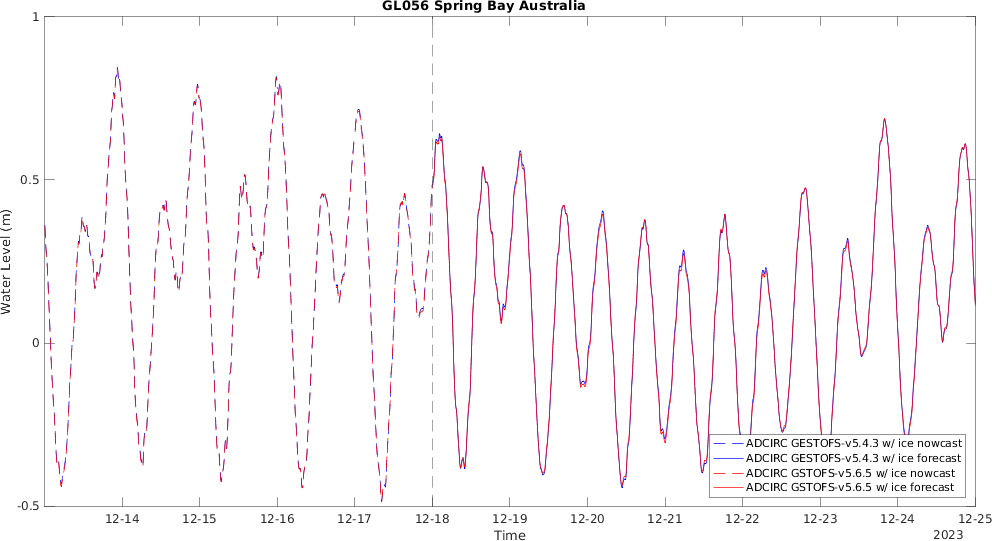 GL056 Spring Bay Australia
1
0.5
0
-0.5
Water Level (m)
ADCIRC GESTOFS-v5.4.3 w/ ice nowcast
ADCIRC GESTOFS-v5.4.3 w/ ice forecast
ADCIRC GSTOFS-v5.6.5 w/ ice nowcast
ADCIRC GSTOFS-v5.6.5 w/ ice forecast
12-14 12-15 12-16 12-17 12-18 12-19 12-20 12-21 12-22 12-23 12-24 12-25
Time
2023